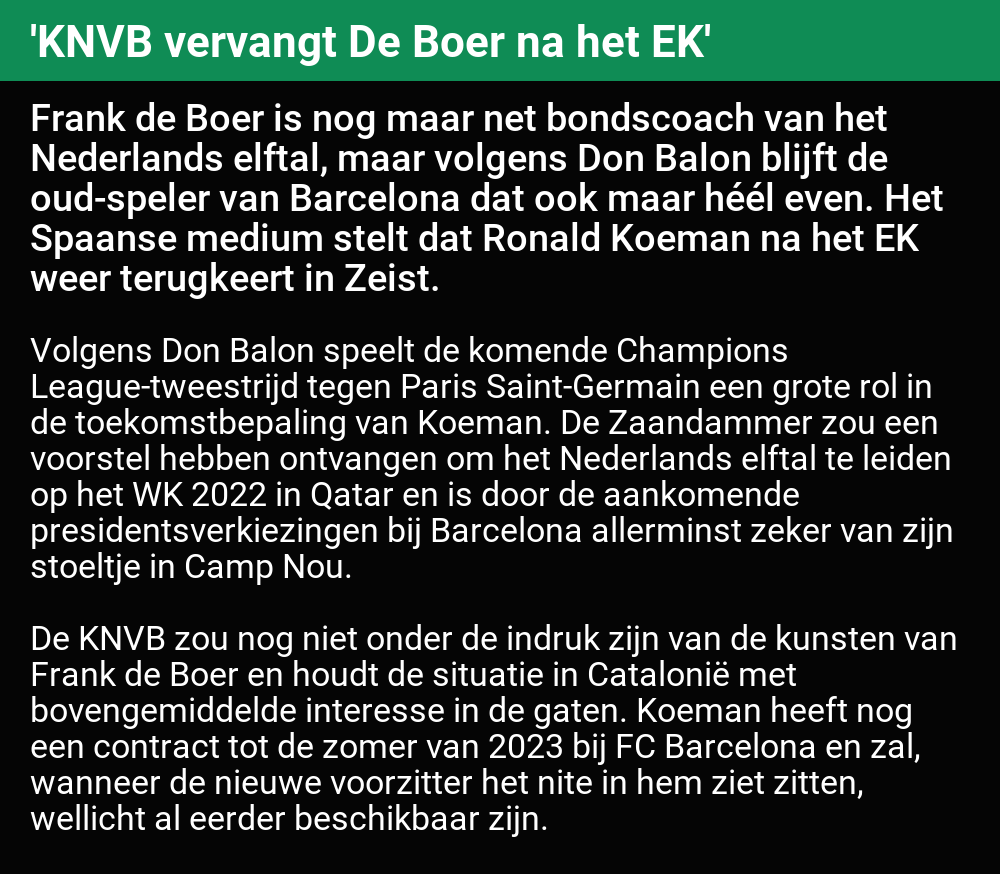 'KNVB vervangt De Boer na het EK'
Frank de Boer is nog maar net bondscoach van het
Nederlands elftal, maar volgens Don Balon blijft de
oud-speler van Barcelona dat ook maar héél even. Het
Spaanse medium stelt dat Ronald Koeman na het EK
weer terugkeert in Zeist.
Volgens Don Balon speelt de komende Champions
League-tweestrijd tegen Paris Saint-Germain een grote rol in
de toekomstbepaling van Koeman. De Zaandammer zou een
voorstel hebben ontvangen om het Nederlands elftal te leiden
op het WK 2022 in Qatar en is door de aankomende
presidentsverkiezingen bij Barcelona allerminst zeker van zijn
stoeltje in Camp Nou.
De KNVB zou nog niet onder de indruk zijn van de kunsten van
Frank de Boer en houdt de situatie in Catalonië met
bovengemiddelde interesse in de gaten. Koeman heeft nog
een contract tot de zomer van 2023 bij FC Barcelona en zal,
wanneer de nieuwe voorzitter het nite in hem ziet zitten,
wellicht al eerder beschikbaar zijn.